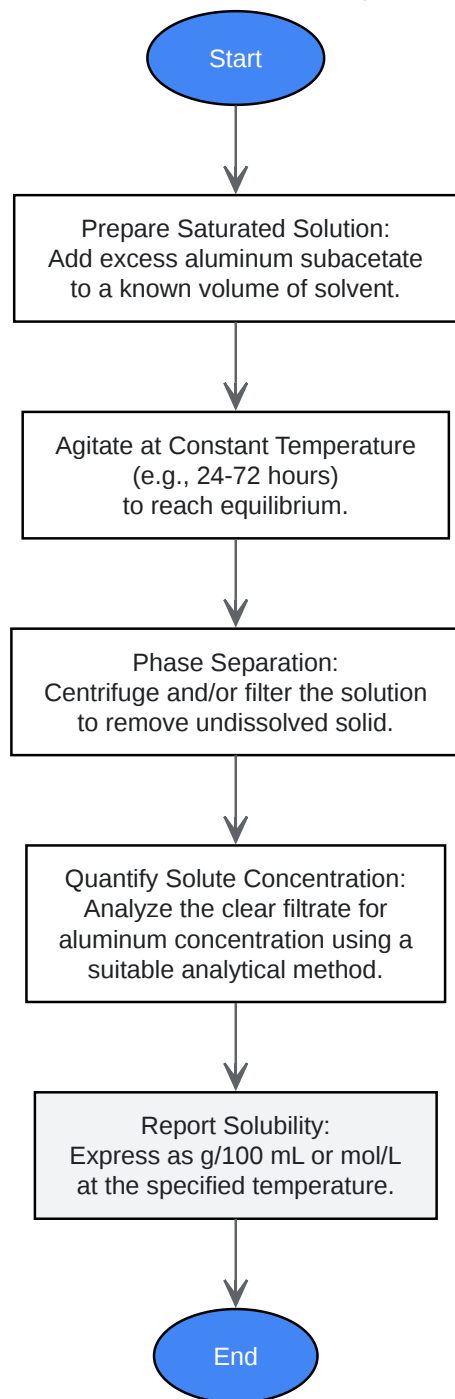 Start
Prepare Saturated Solution:
Add excess aluminum subacetate
to a known volume of solvent.
Agitate at Constant Temperature
(e.g., 24-72 hours)
to reach equilibrium.
Phase Separation:
Centrifuge and/or filter the solution
to remove undissolved solid.
Quantify Solute Concentration:
Analyze the clear filtrate for
aluminum concentration using a
suitable analytical method.
Report Solubility:
Express as g/100 mL or mol/L
at the specified temperature.
End